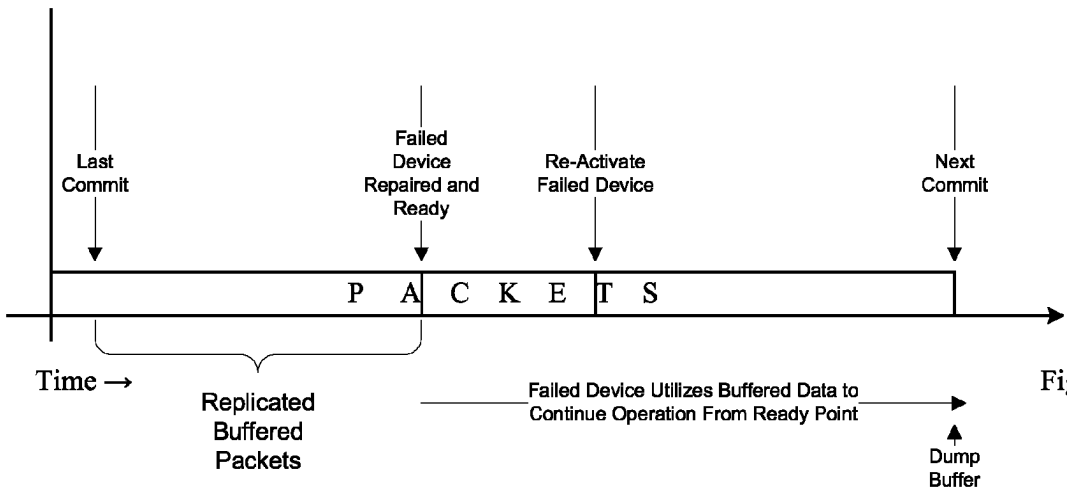 Last
Commit
Failed
Device
Repaired and
Ready
Re-Activate
Failed Device
Next
Commit
P A C K E T S
Time →
Replicated
Buffered
Packets
Failed Device Utilizes Buffered Data to
Continue Operation From Ready Point
Dump
Buffer